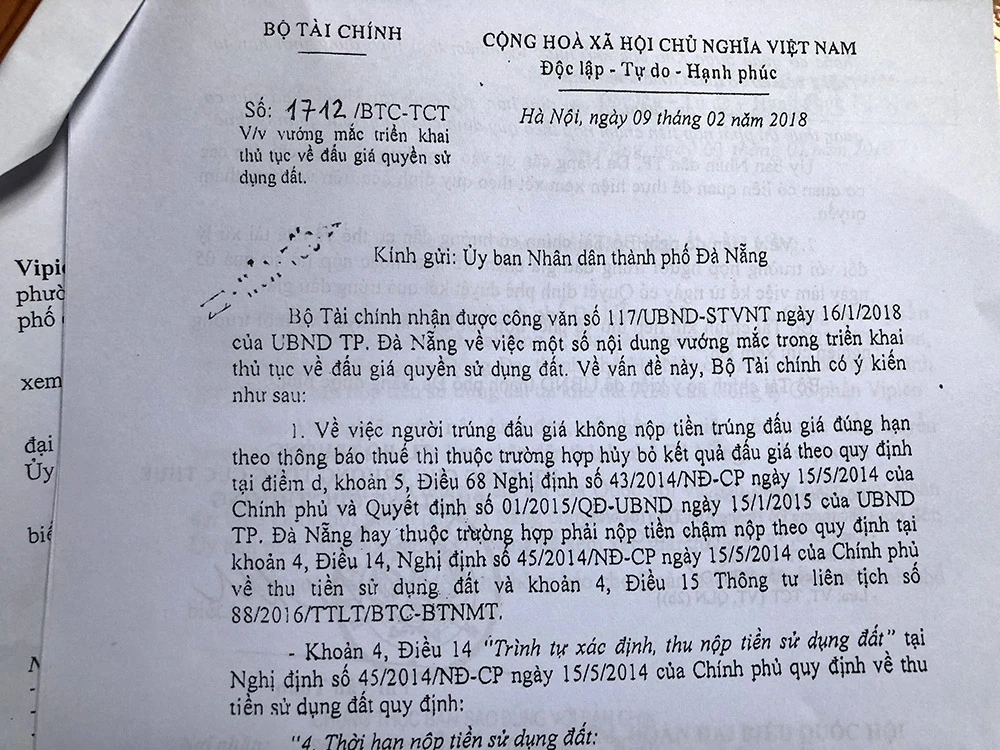 BỘ TÀI CHÍNH
CỘNG HOÀ XÃ HỘI CHỦ NGHĨA VIỆT NAM
Độc lập - Tự do - Hạnh phúc
Số: 1712/BTC-TCT
Hà Nội, ngày 09 tháng 02 năm 2018
V/v vướng mắc triển khai
thủ tục về đấu giá quyền sử
dụng đất.
Kính gửi: Ủy ban Nhân dân thành phố Đà Nẵng
Bộ Tài chính nhận được công văn số 117/UBND-STVNT ngày 16/1/2018
của UBND TP. Đà Nẵng về việc một số nội dung vướng mắc trong triển khai
thủ tục về đấu giá quyền sử dụng đất. Về vấn đề này, Bộ Tài chính có ý kiến
như sau:
1. Về việc người trúng đấu giá không nộp tiền trúng đấu giá đúng hạn
theo thông báo thuế thì thuộc trường hợp hủy bỏ kết quả đấu giá theo quy định
tại điểm d, khoản 5, Điều 68 Nghị định số 43/2014/NĐ-CP ngày 15/5/2014 của
Chính phủ và Quyết định số 01/2015/QĐ-UBND ngày 15/1/2015 của UBND
TP. Đà Nẵng hay thuộc trường hợp phải nộp tiền chậm nộp theo quy định tại
khoản 4, Điều 14, Nghị định số 45/2014/NĐ-CP ngày 15/5/2014 của Chính phủ
về thu tiền sử dụng đất và khoản 4, Điều 15 Thông tư liên tịch số
88/2016/TTLT/BTC-BTNMT.
- Khoản 4, Điều 14 "Trình tự xác định, thu nộp tiền sử dụng đất" tại
Nghị định số 45/2014/NĐ-CP ngày 15/5/2014 của Chính phủ quy định về thu
tiền sử dụng đất quy định:
"4. Thời hạn nộp tiền sử dụng đất:
phố
xem
đại
Ủy